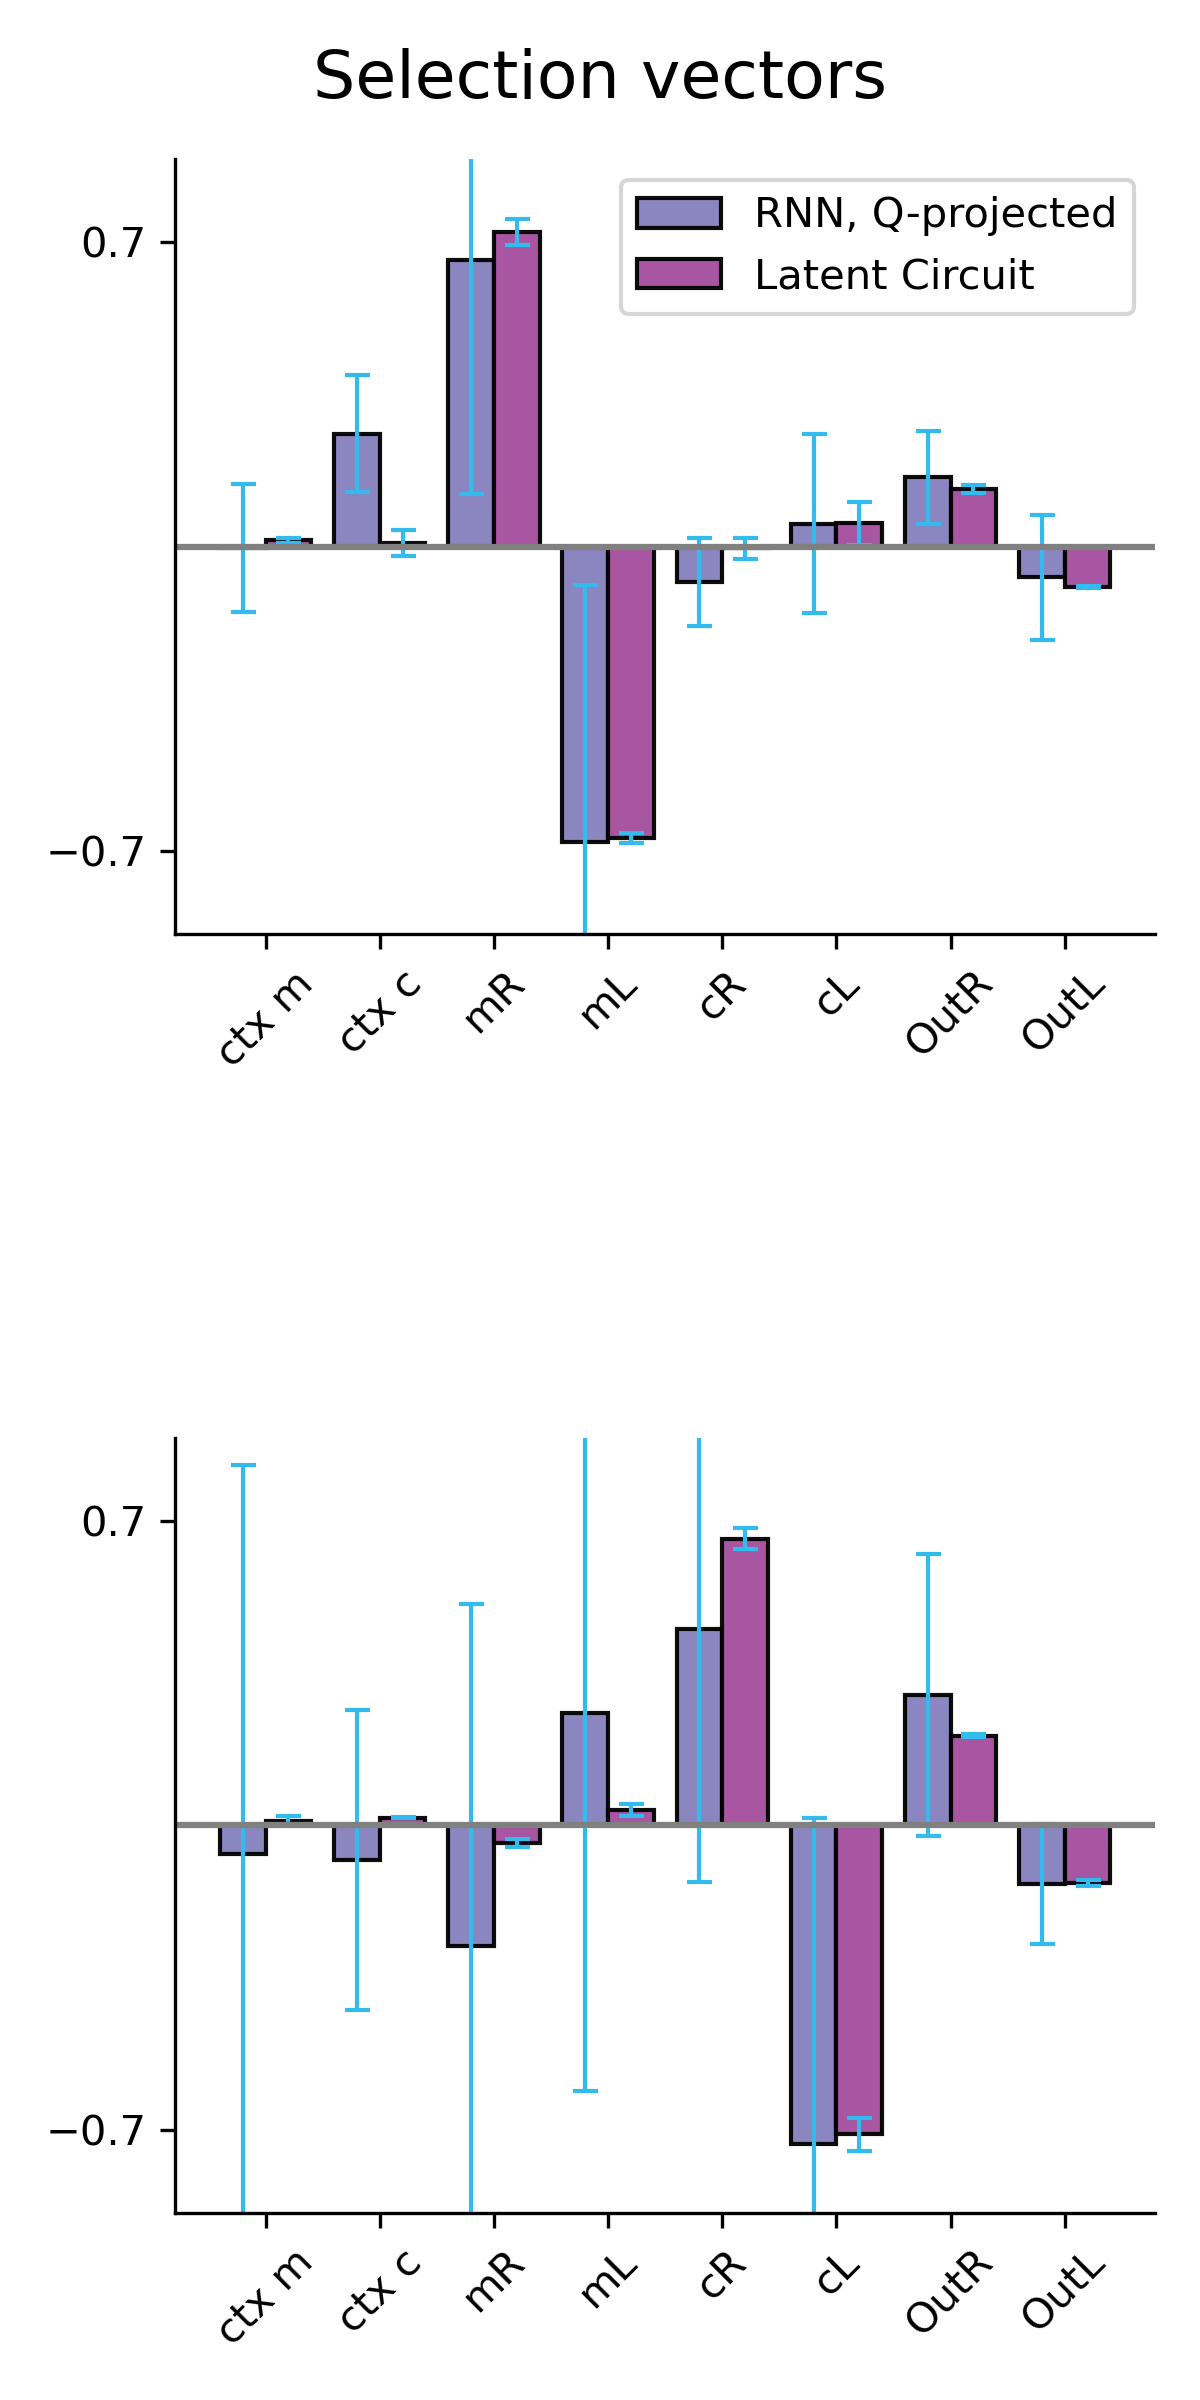 Selection vectors
0.7
−0.7
RNN, Q-projected
Latent Circuit
ctx m
ctx c
mR
mL
cR
cL
OutR
OutL
0.7
−0.7
ctx m
ctx c
mR
mL
cR
cL
OutR
OutL